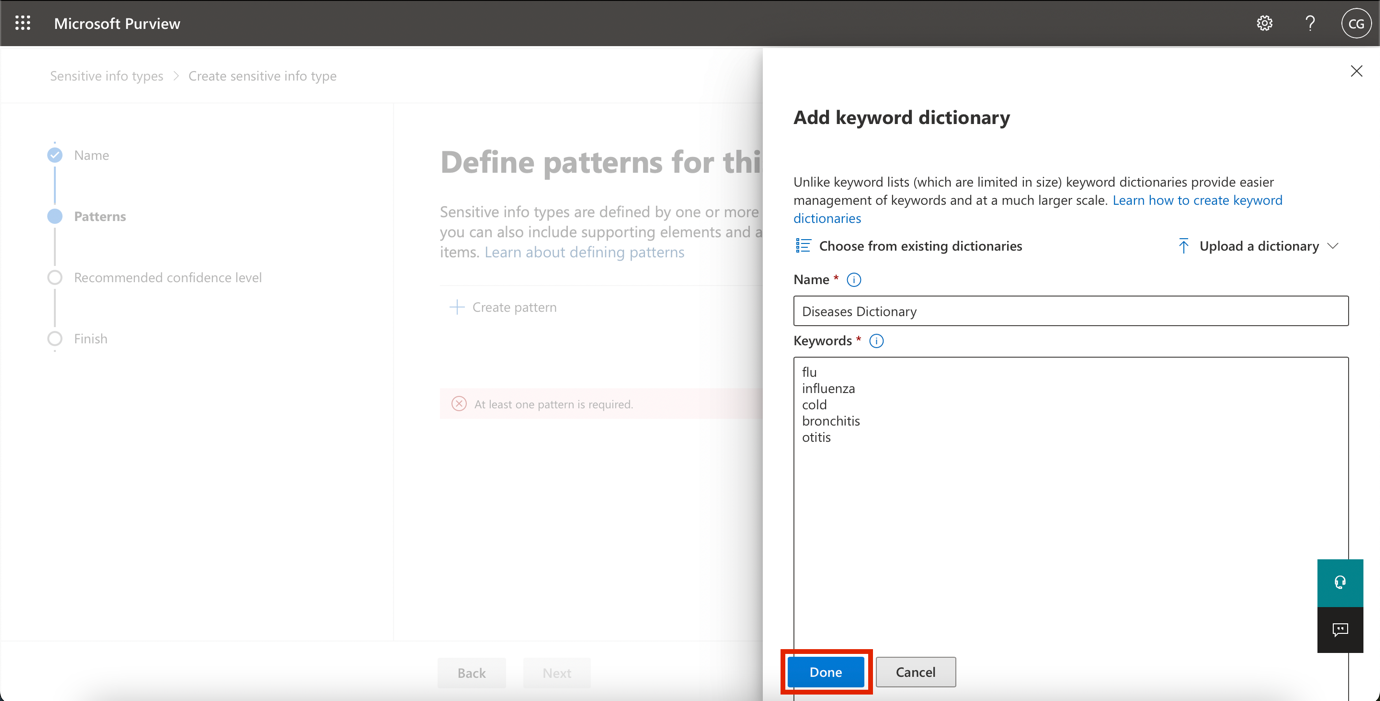 Microsoft Purview
?
CG
Sensitive info types > Create sensitive info type
Name
Patterns
Recommended confidence level
Finish
Define patterns for thi
Sensitive info types are defined by one or more
you can also include supporting elements and a
items. Learn about defining patterns
+ Create pattern
At least one pattern is required.
Back
Next
Add keyword dictionary
Unlike keyword lists (which are limited in size) keyword dictionaries provide easier
management of keywords and at a much larger scale. Learn how to create keyword
dictionaries
Choose from existing dictionaries
Upload a dictionary
Name *
Diseases Dictionary
Keywords *
flu
influenza
cold
bronchitis
otitis
Done
Cancel